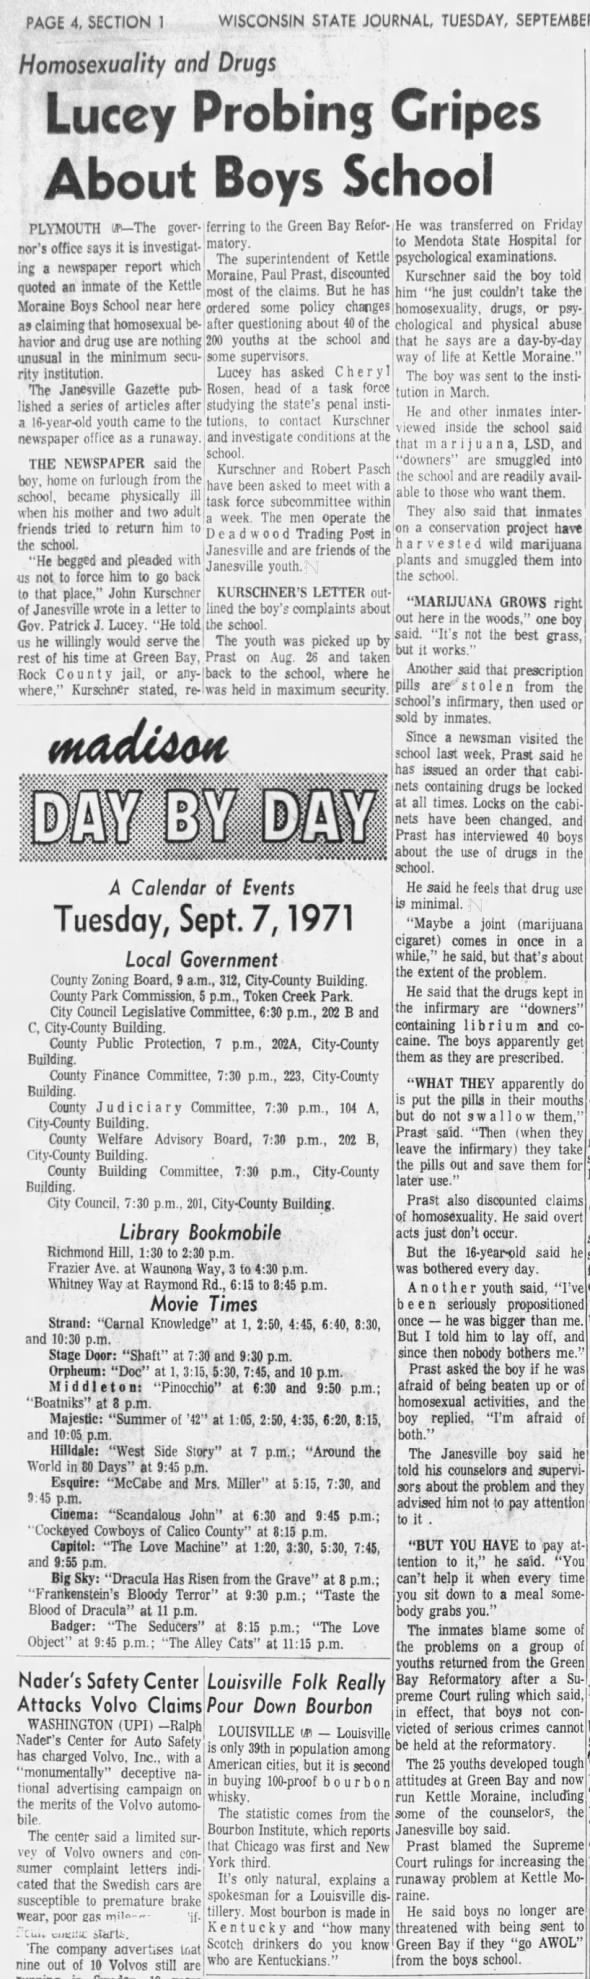 PAGE 4, SECTION 1
WISCONSIN STATE JOURNAL, TUESDAY, SEPTEMBER
Homosexuality and Drugs
Lucey Probing Gripes
About Boys School
PLYMOUTH —The gover-
nor's office says it is investigat-
ing a newspaper report which
quoted an inmate of the Kettle
Moraine Boys School near here
as claiming that homosexual be-
havior and drug use are nothing
unusual in the minimum secu-
rity institution.
The Janesville Gazette pub-
lished a series of articles after
a 16-year-old youth came to the
newspaper office as a runaway.
THE NEWSPAPER said the
boy, home on furlough from the
school, became physically ill
when his mother and two adult
friends tried to return him to
the school.
"He begged and pleaded with
us not to force him to go back
to that place," John Kurschner
of Janesville wrote in a letter to
Gov. Patrick J. Lucey. "He told
us he willingly would serve the
rest of his time at Green Bay,
Rock County jail, or any-
where," Kurschner stated, re-
ferring to the Green Bay Refor-
matory.
The superintendent of Kettle
Moraine, Paul Prast, discounted
most of the claims. But he has
ordered some policy changes
after questioning about 40 of the
200 youths at the school and
some supervisors.
Lucey has asked Cheryl
Rosen, head of a task force
studying the state's penal insti-
tutions, to contact Kurschner
and investigate conditions at the
school.
Kurschner and Robert Pasch
have been asked to meet with a
task force subcommittee within
a week. The men operate the
Deadwood Trading Post in
Janesville and are friends of the
Janesville youth.
KURSCHNER'S LETTER out-
lined the boy's complaints about
the school.
The youth was picked up by
Prast on Aug. 26 and taken
back to the school, where he
was held in maximum security.
He was transferred on Friday
to Mendota State Hospital for
psychological examinations.
Kurschner said the boy told
him "he just couldn't take the
homosexuality, drugs, or psy-
chological and physical abuse
that he says are a day-by-day
way of life at Kettle Moraine."
The boy was sent to the insti-
tution in March.
He and other inmates inter-
viewed inside the school said
that marijuana, LSD, and
"downers" are smuggled into
the school and are readily avail-
able to those who want them.
They also said that inmates
on a conservation project have
harvested wild marijuana
plants and smuggled them into
the school.
"MARIJUANA GROWS right
out here in the woods," one boy
said. "It's not the best grass,
but it works."
Another said that prescription
pills are stolen from the
school's infirmary, then used or
sold by inmates.
Since a newsman visited the
school last week, Prast said he
has issued an order that cabi-
nets containing drugs be locked
at all times. Locks on the cabi-
nets have been changed, and
Prast has interviewed 40 boys
about the use of drugs in the
school.
He said he feels that drug use
is minimal.
"Maybe a joint (marijuana
cigaret) comes in once in a
while," he said, but that's about
the extent of the problem.
He said that the drugs kept in
the infirmary are "downers"
containing librium and co-
caine. The boys apparently get
them as they are prescribed.
"WHAT THEY apparently do
is put the pills in their mouths
but do not swallow them,"
Prast said. "Then (when they
leave the infirmary) they take
the pills out and save them for
later use."
Prast also discounted claims
of homosexuality. He said overt
acts just don't occur.
But the 16-year-old said he
was bothered every day.
Another youth said, "I've
been seriously propositioned
once — he was bigger than me.
But I told him to lay off, and
since then nobody bothers me."
Prast asked the boy if he was
afraid of being beaten up or of
homosexual activities, and the
boy replied, "I'm afraid of
both."
The Janesville boy said he
told his counselors and supervi-
sors about the problem and they
advised him not to pay attention
to it .
"BUT YOU HAVE to pay at-
tention to it," he said. "You
can't help it when every time
you sit down to a meal some-
body grabs you."
The inmates blame some of
the problems on a group of
youths returned from the Green
Bay Reformatory after a Su-
preme Court ruling which said,
in effect, that boys not con-
victed of serious crimes cannot
be held at the reformatory.
The 25 youths developed tough
attitudes at Green Bay and now
run Kettle Moraine, including
some of the counselors, the
Janesville boy said.
Prast blamed the Supreme
Court rulings for increasing the
runaway problem at Kettle Mo-
raine.
He said boys no longer are
threatened with being sent to
Green Bay if they "go AWOL"
from the boys school.
madison
DAY BY DAY
A Calendar of Events
Tuesday, Sept. 7, 1971
Local Government
County Zoning Board, 9 a.m., 312, City-County Building.
County Park Commission, 5 p.m., Token Creek Park.
City Council Legislative Committee, 6:30 p.m., 202 B and
C, City-County Building.
County Public Protection, 7 p.m., 202A, City-County
Building.
County Finance Committee, 7:30 p.m., 223, City-County
Building.
County Judiciary Committee, 7:30 p.m., 104 A,
City-County Building.
County Welfare Advisory Board, 7:30 p.m., 202 B,
City-County Building.
County Building Committee, 7:30 p.m., City-County
Building.
City Council, 7:30 p.m., 201, City-County Building.
Library Bookmobile
Richmond Hill, 1:30 to 2:30 p.m.
Frazier Ave. at Waunona Way, 3 to 4:30 p.m.
Whitney Way at Raymond Rd., 6:15 to 8:45 p.m.
Movie Times
Strand: "Carnal Knowledge" at 1, 2:50, 4:45, 6:40, 8:30,
and 10:30 p.m.
Stage Door: "Shaft" at 7:30 and 9:30 p.m.
Orpheum: "Doc" at 1, 3:15, 5:30, 7:45, and 10 p.m.
Middleton: "Pinocchio" at 6:30 and 9:50 p.m.;
"Boatniks" at 8 p.m.
Majestic: "Summer of '42" at 1:05, 2:50, 4:35, 6:20, 8:15,
and 10:05 p.m.
Hilldale: "West Side Story" at 7 p.m.; "Around the
World in 80 Days" at 9:45 p.m.
Esquire: "McCabe and Mrs. Miller" at 5:15, 7:30, and
9:45 p.m.
Cinema: "Scandalous John" at 6:30 and 9:45 p.m.;
"Cockeyed Cowboys of Calico County" at 8:15 p.m.
Capitol: "The Love Machine" at 1:20, 3:30, 5:30, 7:45,
and 9:55 p.m.
Big Sky: "Dracula Has Risen from the Grave" at 8 p.m.;
"Frankenstein's Bloody Terror" at 9:30 p.m.; "Taste the
Blood of Dracula" at 11 p.m.
Badger: "The Seducers" at 8:15 p.m.; "The Love
Object" at 9:45 p.m.; "The Alley Cats" at 11:15 p.m.
Nader's Safety Center
Attacks Volvo Claims
WASHINGTON (UPI) —Ralph
Nader's Center for Auto Safety
has charged Volvo, Inc., with a
"monumentally" deceptive na-
tional advertising campaign on
the merits of the Volvo automo-
bile.
The center said a limited sur-
vey of Volvo owners and con-
sumer complaint letters indi-
cated that the Swedish cars are
susceptible to premature brake
wear, poor gas
starts.
The company advertises that
nine out of 10 Volvos still are
Louisville Folk Really
Pour Down Bourbon
LOUISVILLE — Louisville
is only 39th in population among
American cities, but it is second
in buying 100-proof bourbon
whisky.
The statistic comes from the
Bourbon Institute, which reports
that Chicago was first and New
York third.
It's only natural, explains a
spokesman for a Louisville dis-
tillery. Most bourbon is made in
Kentucky and "how many
Scotch drinkers do you know
who are Kentuckians."